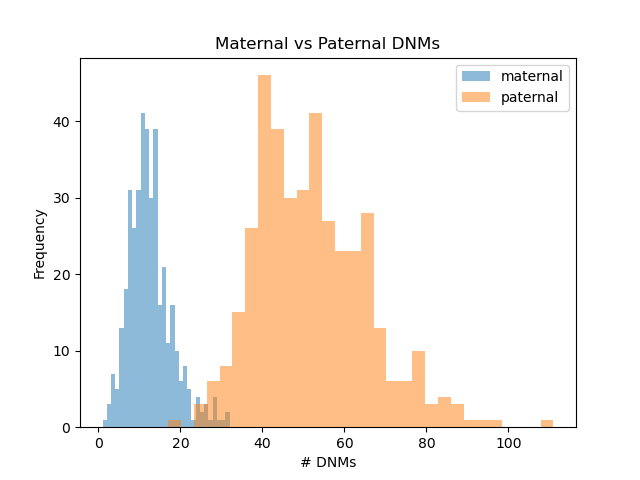 Maternal vs Paternal DNMs
maternal
paternal
Frequency
40
30
20
10
0
0 20 40 60 80 100
# DNMs